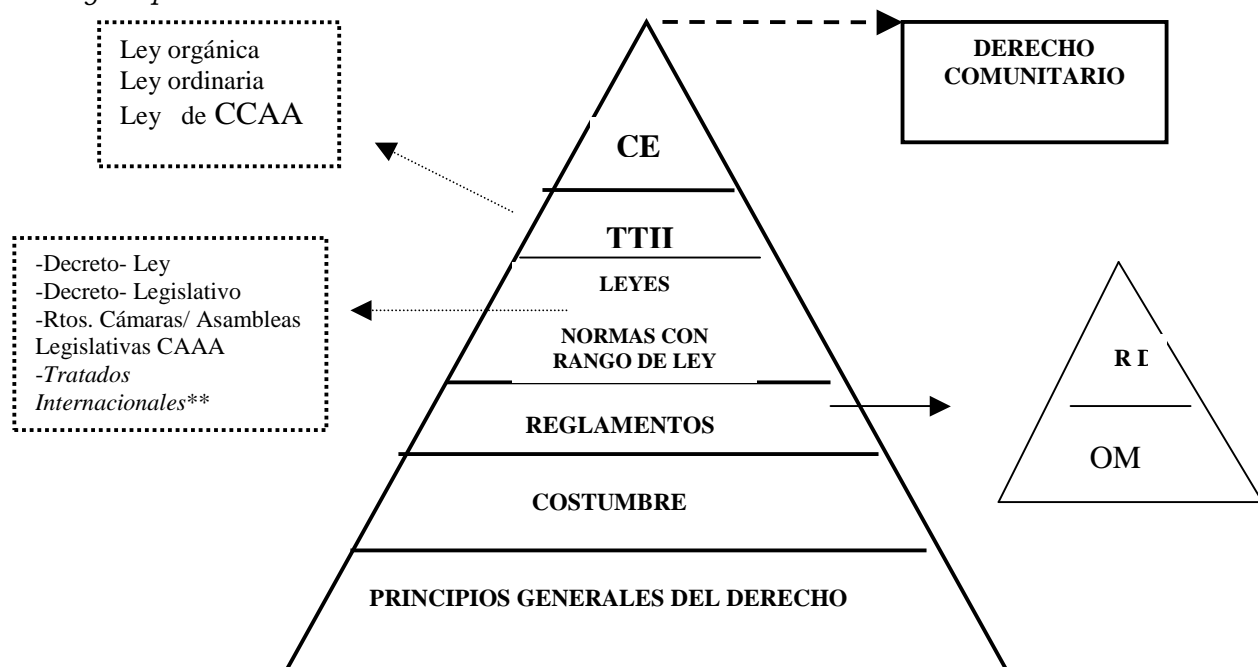 Ley orgánica
Ley ordinaria
Ley de CCAA
DERECHO
COMUNITARIO
CE
TTII
LEYES
NORMAS CON
RANGO DE LEY
-Decreto- Ley
-Decreto- Legislativo
-Rtos. Cámaras/ Asambleas
Legislativas CAAA
-Tratados
Internacionales**
REGLAMENTOS
COSTUMBRE
PRINCIPIOS GENERALES DEL DERECHO
R
OM